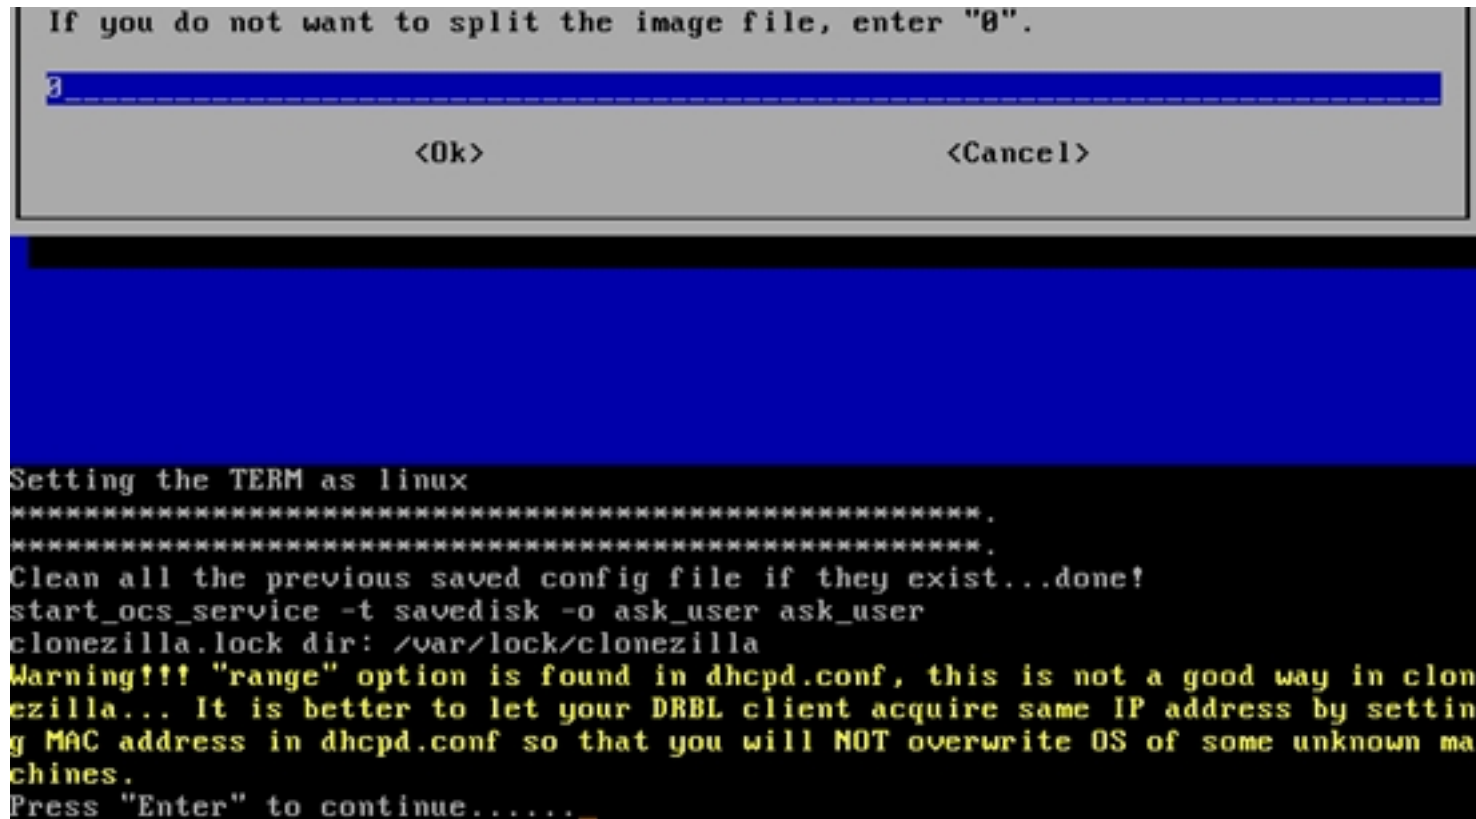 If you do not want to split the image file, enter "0".
0
<Ok> <Cancel>
Setting the TERM as linux
*****************************************************.
*****************************************************.
Clean all the previous saved config file if they exist...done!
start_ocs_service -t savedisk -o ask_user ask_user
clonezilla.lock dir: /var/lock/clonezilla
Warning!!! "range" option is found in dhcpd.conf, this is not a good way in clon
ezilla... It is better to let your DRBL client acquire same IP address by settin
g MAC address in dhcpd.conf so that you will NOT overwrite OS of some unknown ma
chines.
Press "Enter" to continue......